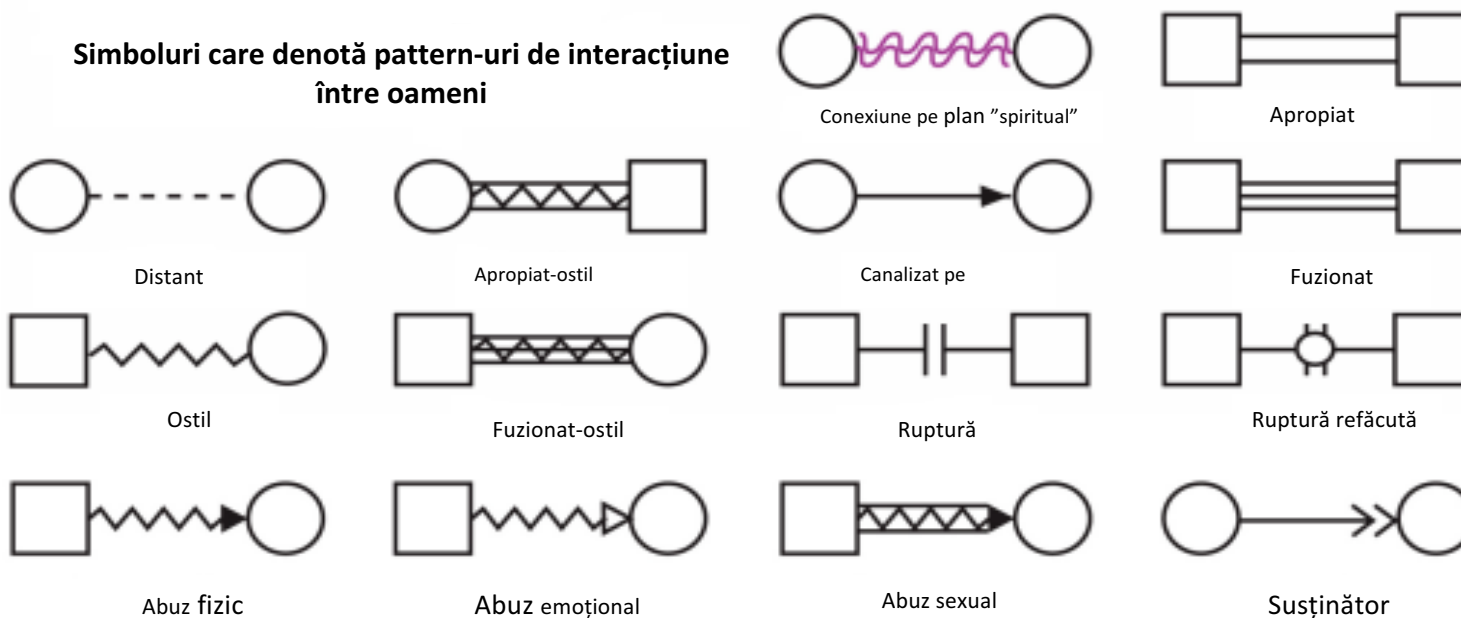 Simboluri care denotă pattern-uri de interacțiune
între oameni
Conexiune pe plan ”spiritual”
Apropiat
Distant
Apropiat-ostil
Canalizat pe
Fuzionat
Ostil
Fuzionat-ostil
Ruptură
Ruptură refăcută
Abuz fizic
Abuz emoțional
Abuz sexual
Susținător